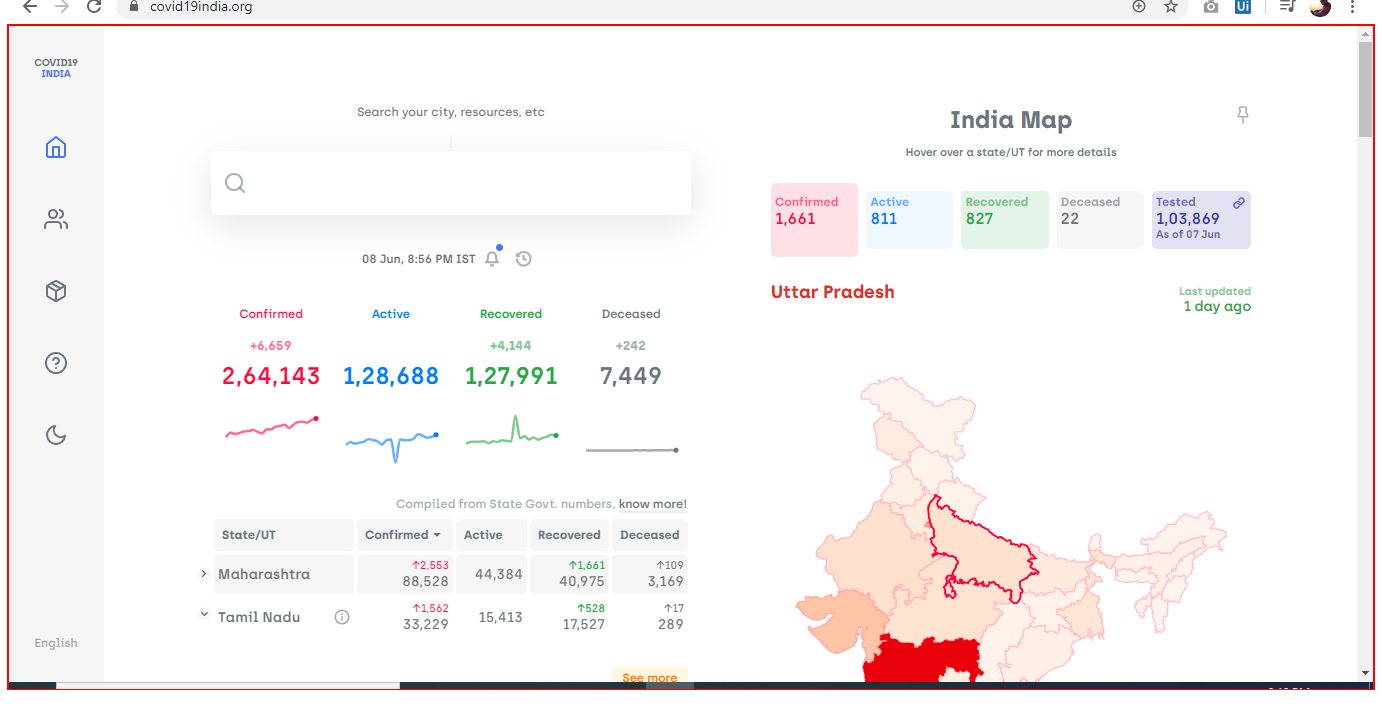 covid19india.org
Ui
COVID19
INDIA
English
Search your city, resources, etc
08 Jun, 8:56 PM IST
Confirmed Active Recovered Deceased
+6,659 +4,144 +242
2,64,143 1,28,688 1,27,991 7,449
Compiled from State Govt. numbers, know more!
State/UT Confirmed Active Recovered Deceased
↑2,553 ↑1,661 ↑109
Maharashtra 88,528 44,384 40,975 3,169
↑1,562 ↑528 ↑17
Tamil Nadu 33,229 15,413 17,527 289
See more
India Map
Hover over a state/UT for more details
Confirmed Active Recovered Deceased Tested
1,661 811 827 22 1,03,869
As of 07 Jun
Uttar Pradesh
Last updated
1 day ago